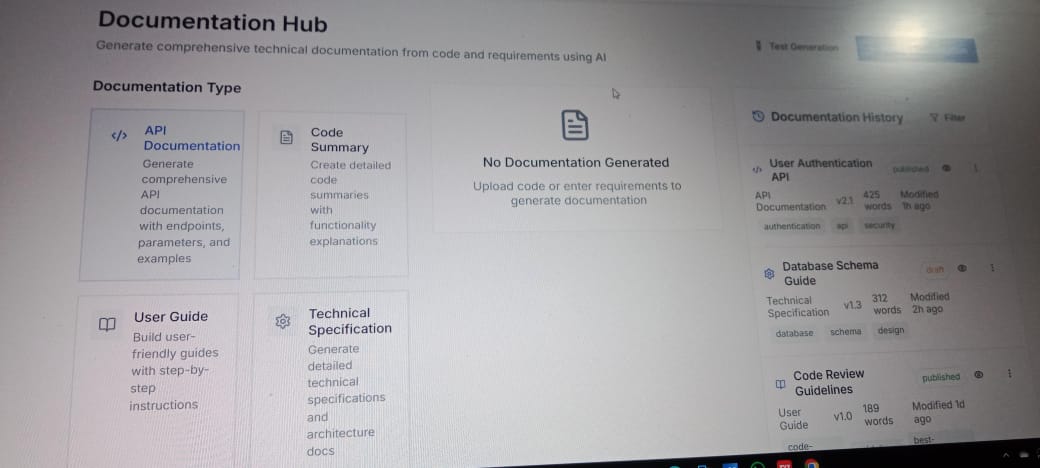 Documentation Hub
Generate comprehensive technical documentation from code and requirements using AI
Test Generation
Documentation Type
API
Documentation
Generate
comprehensive
API
documentation
with endpoints,
parameters, and
examples
Code
Summary
Create detailed
code
summaries
with
functionality
explanations
User Guide
Build user-
friendly guides
with step-by-
step
instructions
Technical
Specification
Generate
detailed
technical
specifications
and
architecture
docs
No Documentation Generated
Upload code or enter requirements to
generate documentation
Documentation History
Filter
User Authentication
API
published
API
Documentation
v2.1
425
words
Modified
1h ago
authentication
api
security
Database Schema
Guide
draft
Technical
Specification
v1.3
312
words
Modified
2h ago
database
schema
design
Code Review
Guidelines
published
User
Guide
v1.0
189
words
Modified 1d
ago
code-
best-